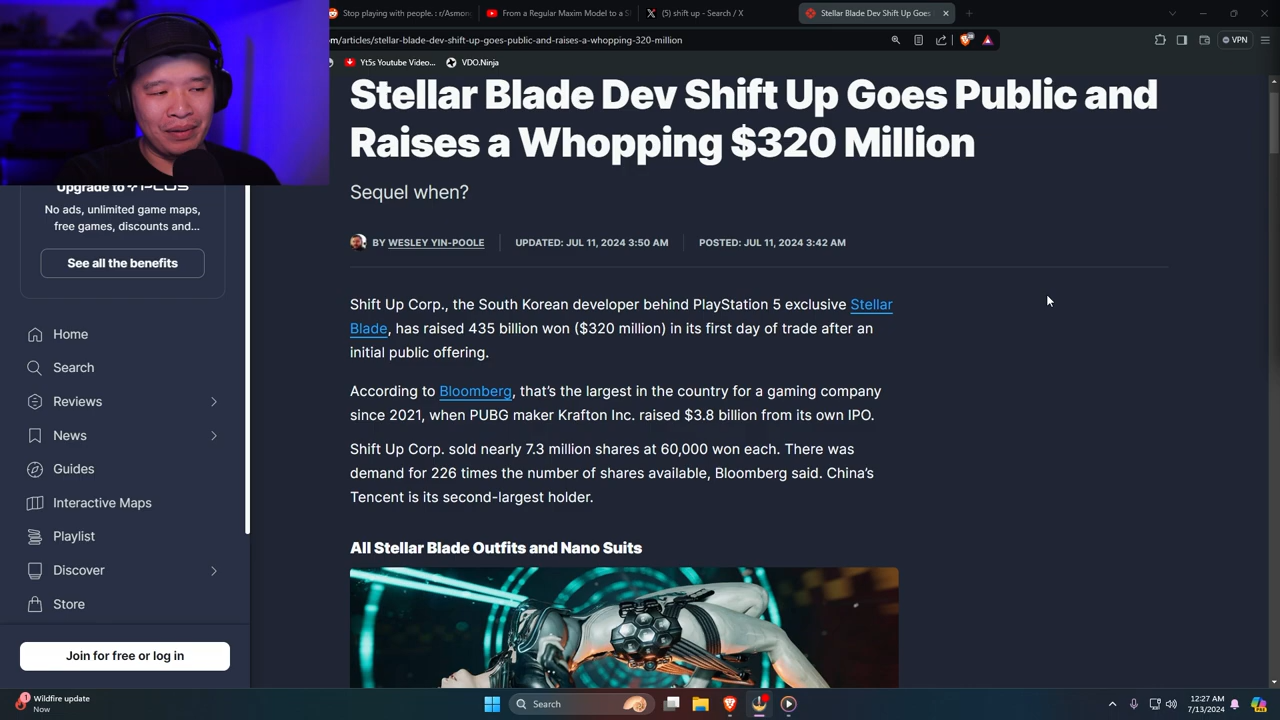 Stop playing with people. : r/Asmong
From a Regular Maxim Model to a S
(5) shift up - Search / X
Stellar Blade Dev Shift Up Goes
om/articles/stellar-blade-dev-shift-up-goes-public-and-raises-a-whopping-320-million
VPN
Yt5s Youtube Video...
VDO.Ninja
Stellar Blade Dev Shift Up Goes Public and
Raises a Whopping $320 Million
Sequel when?
BY WESLEY YIN-POOLE
UPDATED: JUL 11, 2024 3:50 AM
POSTED: JUL 11, 2024 3:42 AM
Shift Up Corp., the South Korean developer behind PlayStation 5 exclusive Stellar
Blade, has raised 435 billion won ($320 million) in its first day of trade after an
initial public offering.
According to Bloomberg, that's the largest in the country for a gaming company
since 2021, when PUBG maker Krafton Inc. raised $3.8 billion from its own IPO.
Shift Up Corp. sold nearly 7.3 million shares at 60,000 won each. There was
demand for 226 times the number of shares available, Bloomberg said. China's
Tencent is its second-largest holder.
All Stellar Blade Outfits and Nano Suits
Upgrade to PLUS
No ads, unlimited game maps,
free games, discounts and...
See all the benefits
Home
Search
Reviews
News
Guides
Interactive Maps
Playlist
Discover
Store
Join for free or log in
1
Wildfire update
Now
Search
12:27 AM
7/13/2024